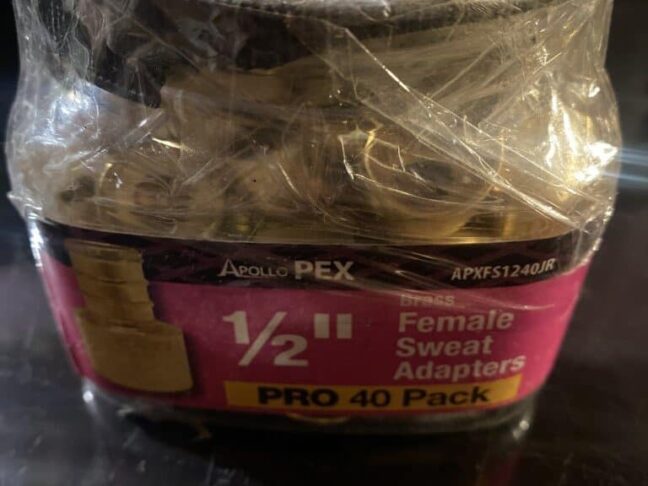 APOLLO PEX
APXFS1240JR
1/2"
Brass
Female
Sweat
Adapters
PRO 40 Pack